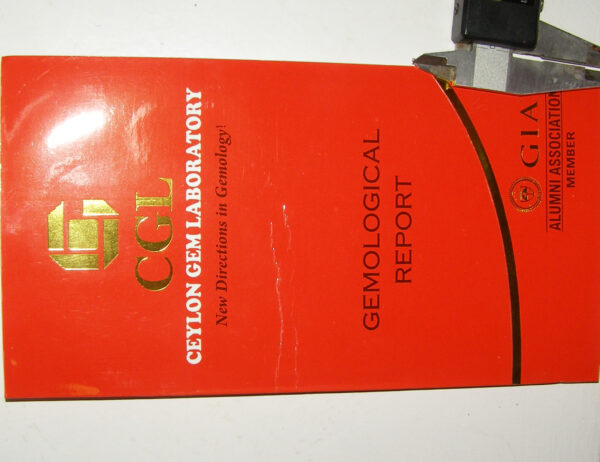 CGL
CEYLON GEM LABORATORY
New Directions in Gemology!
GEMOLOGICAL
REPORT
GIA
ALUMNI ASSOCIATION
MEMBER